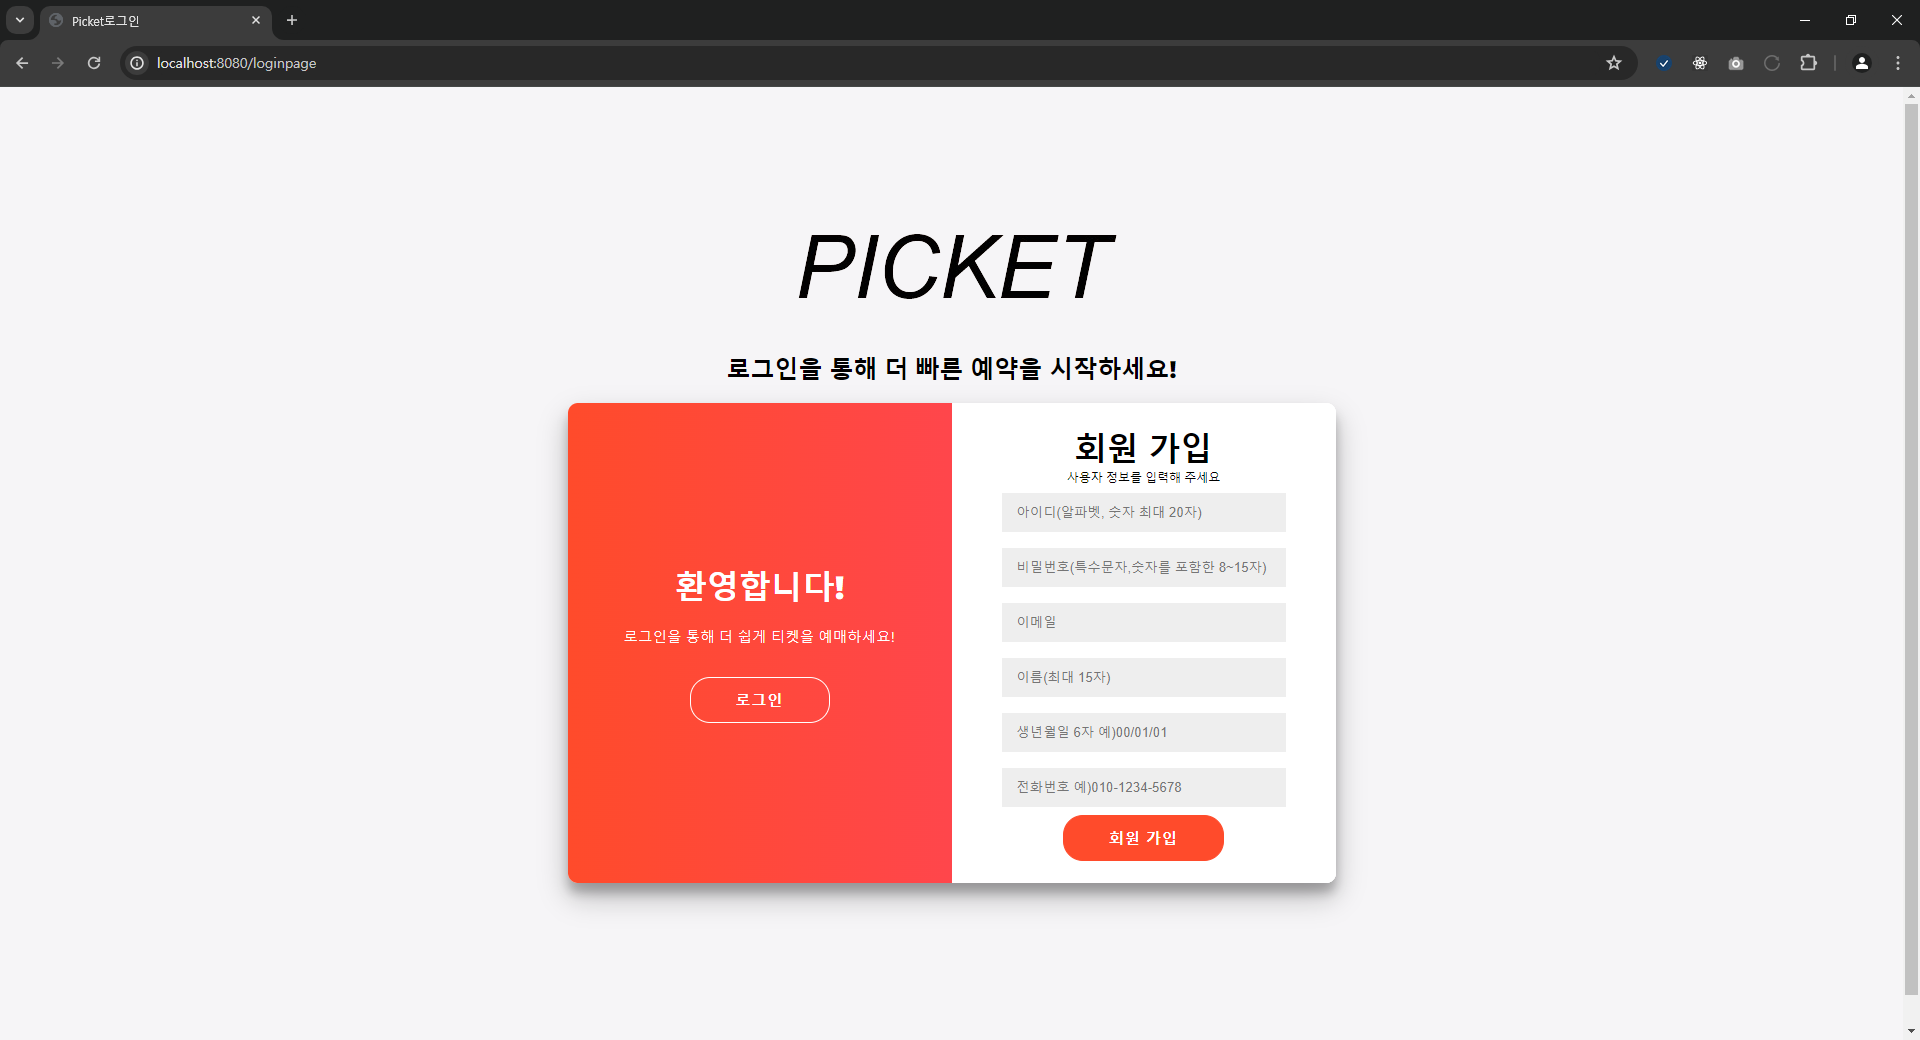 Picket로그인
localhost:8080/loginpage
PICKET
로그인을 통해 더 빠른 예약을 시작하세요!
환영합니다!
로그인을 통해 더 쉽게 티켓을 예매하세요!
로그인
회원 가입
사용자 정보를 입력해 주세요
아이디(알파벳, 숫자 최대 20자)
비밀번호(특수문자,숫자를 포함한 8~15자)
이메일
이름(최대 15자)
생년월일 6자 예)00/01/01
전화번호 예)010-1234-5678
회원 가입